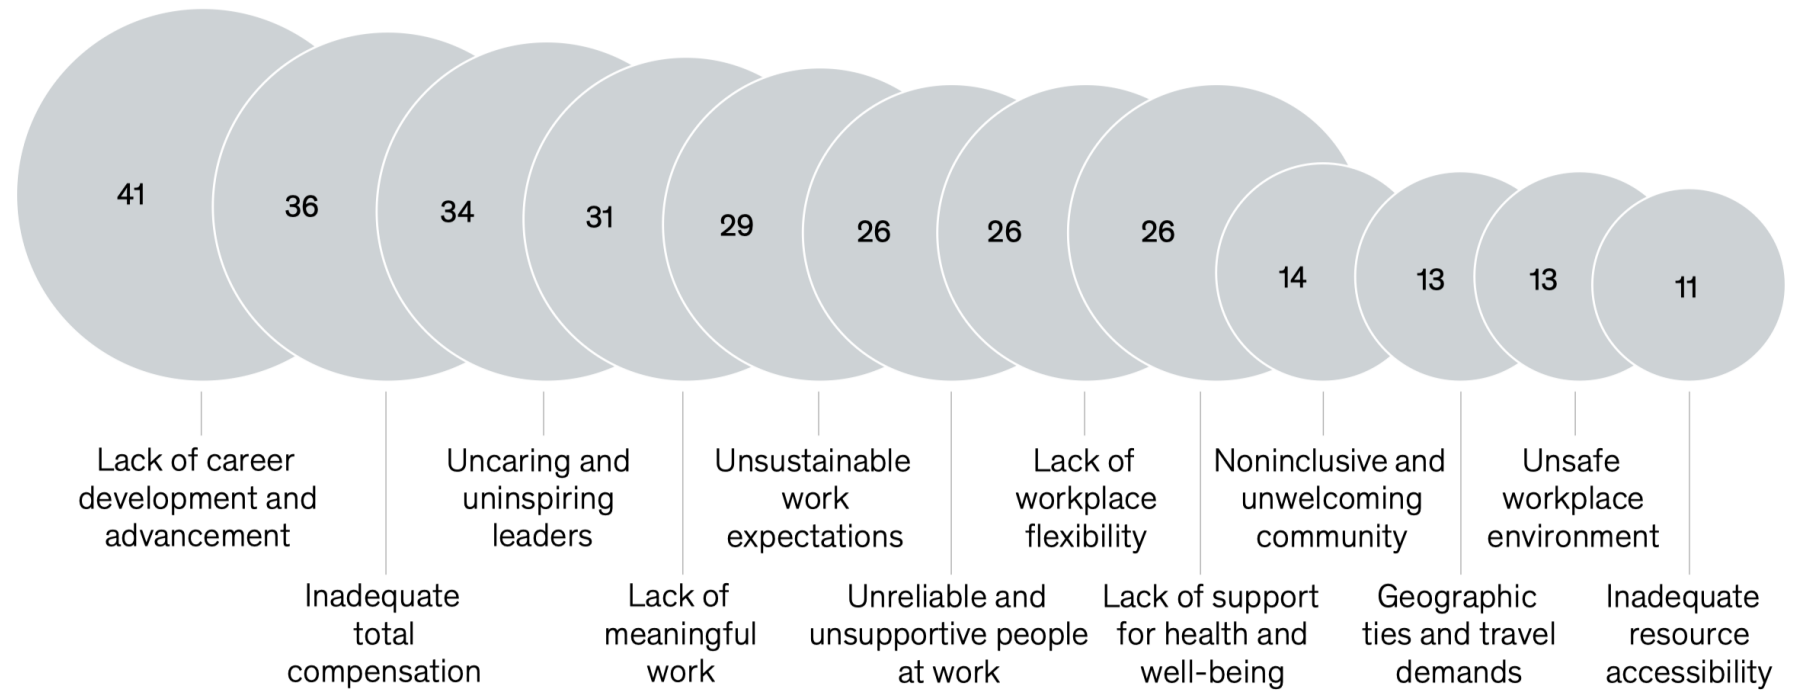 41
36
34
31
29
26
26
26
14
13
13
11
Lack of career
development and
advancement
Inadequate
total
compensation
Uncaring and
uninspiring
leaders
Lack of
meaningful
work
Unsustainable
work
expectations
Unreliable and
unsupportive people
at work
Lack of
workplace
flexibility
Lack of support
for health and
well-being
Noninclusive and
unwelcoming
community
Geographic
ties and travel
demands
Unsafe
workplace
environment
Inadequate
resource
accessibility